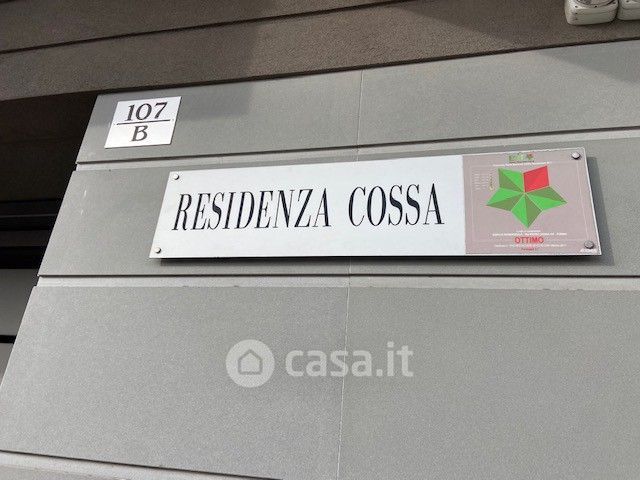 107
B
RESIDENZA COSSA
OTTIMO
casa.it